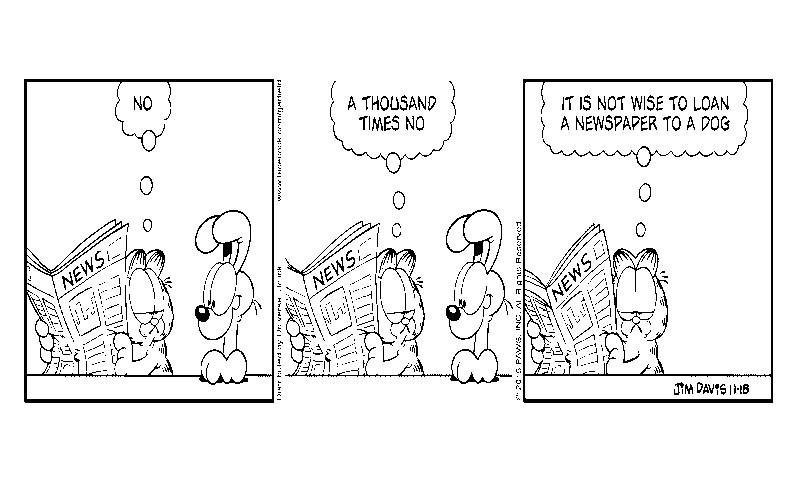 NO
NEWS
A THOUSAND
TIMES NO
NEWS
IT IS NOT WISE TO LOAN
A NEWSPAPER TO A DOG
NEWS
JIM DAVIS 11-18